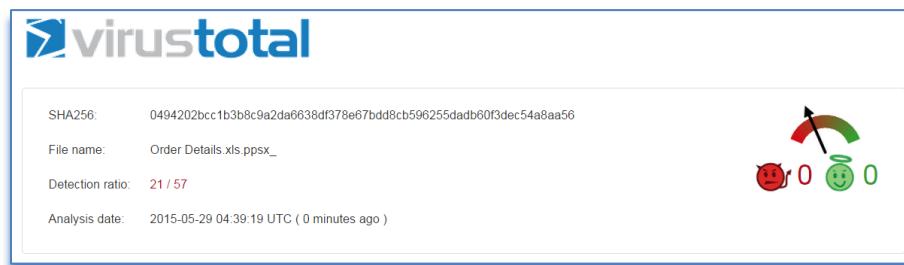 virustotal
SHA256: 0494202bcc1b3b8c9a2da6638df378e67bdd8cb596255dadb60f3dec54a8aa56
File name: Order Details.xls.ppsx_
Detection ratio: 21 / 57
0 0
Analysis date: 2015-05-29 04:39:19 UTC ( 0 minutes ago )